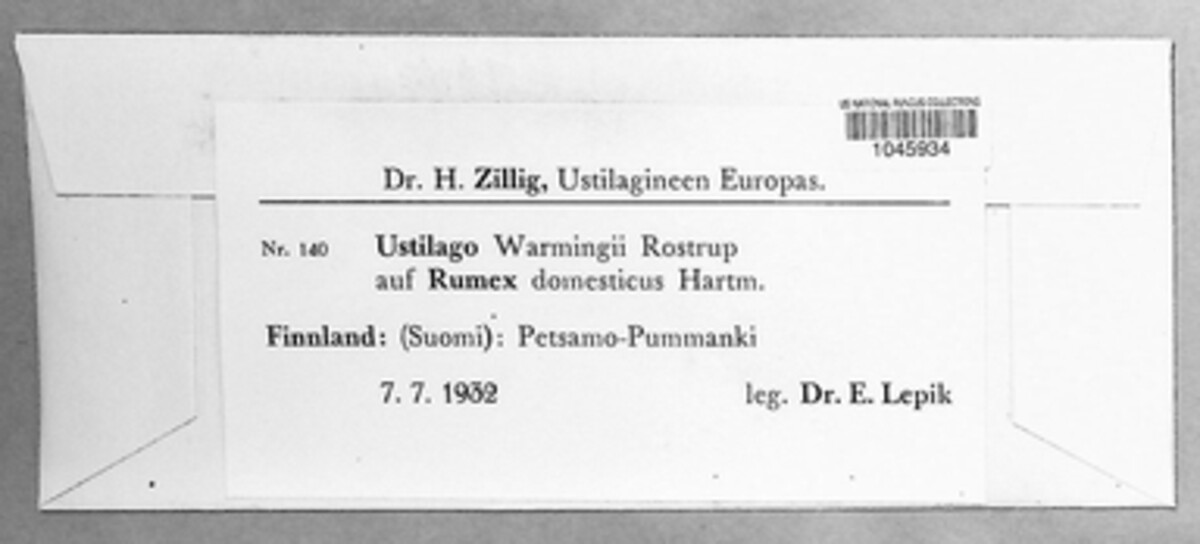 US NATIONAL FUNGUS COLLECTIONS
1045934
Dr. H. Zillig, Ustilagineen Europas.
Nr. 140 Ustilago Warmingii Rostrup
auf Rumex domesticus Hartm.
Finnland: (Suomi): Petsamo-Pummanki
7. 7. 1932 leg. Dr. E. Lepik